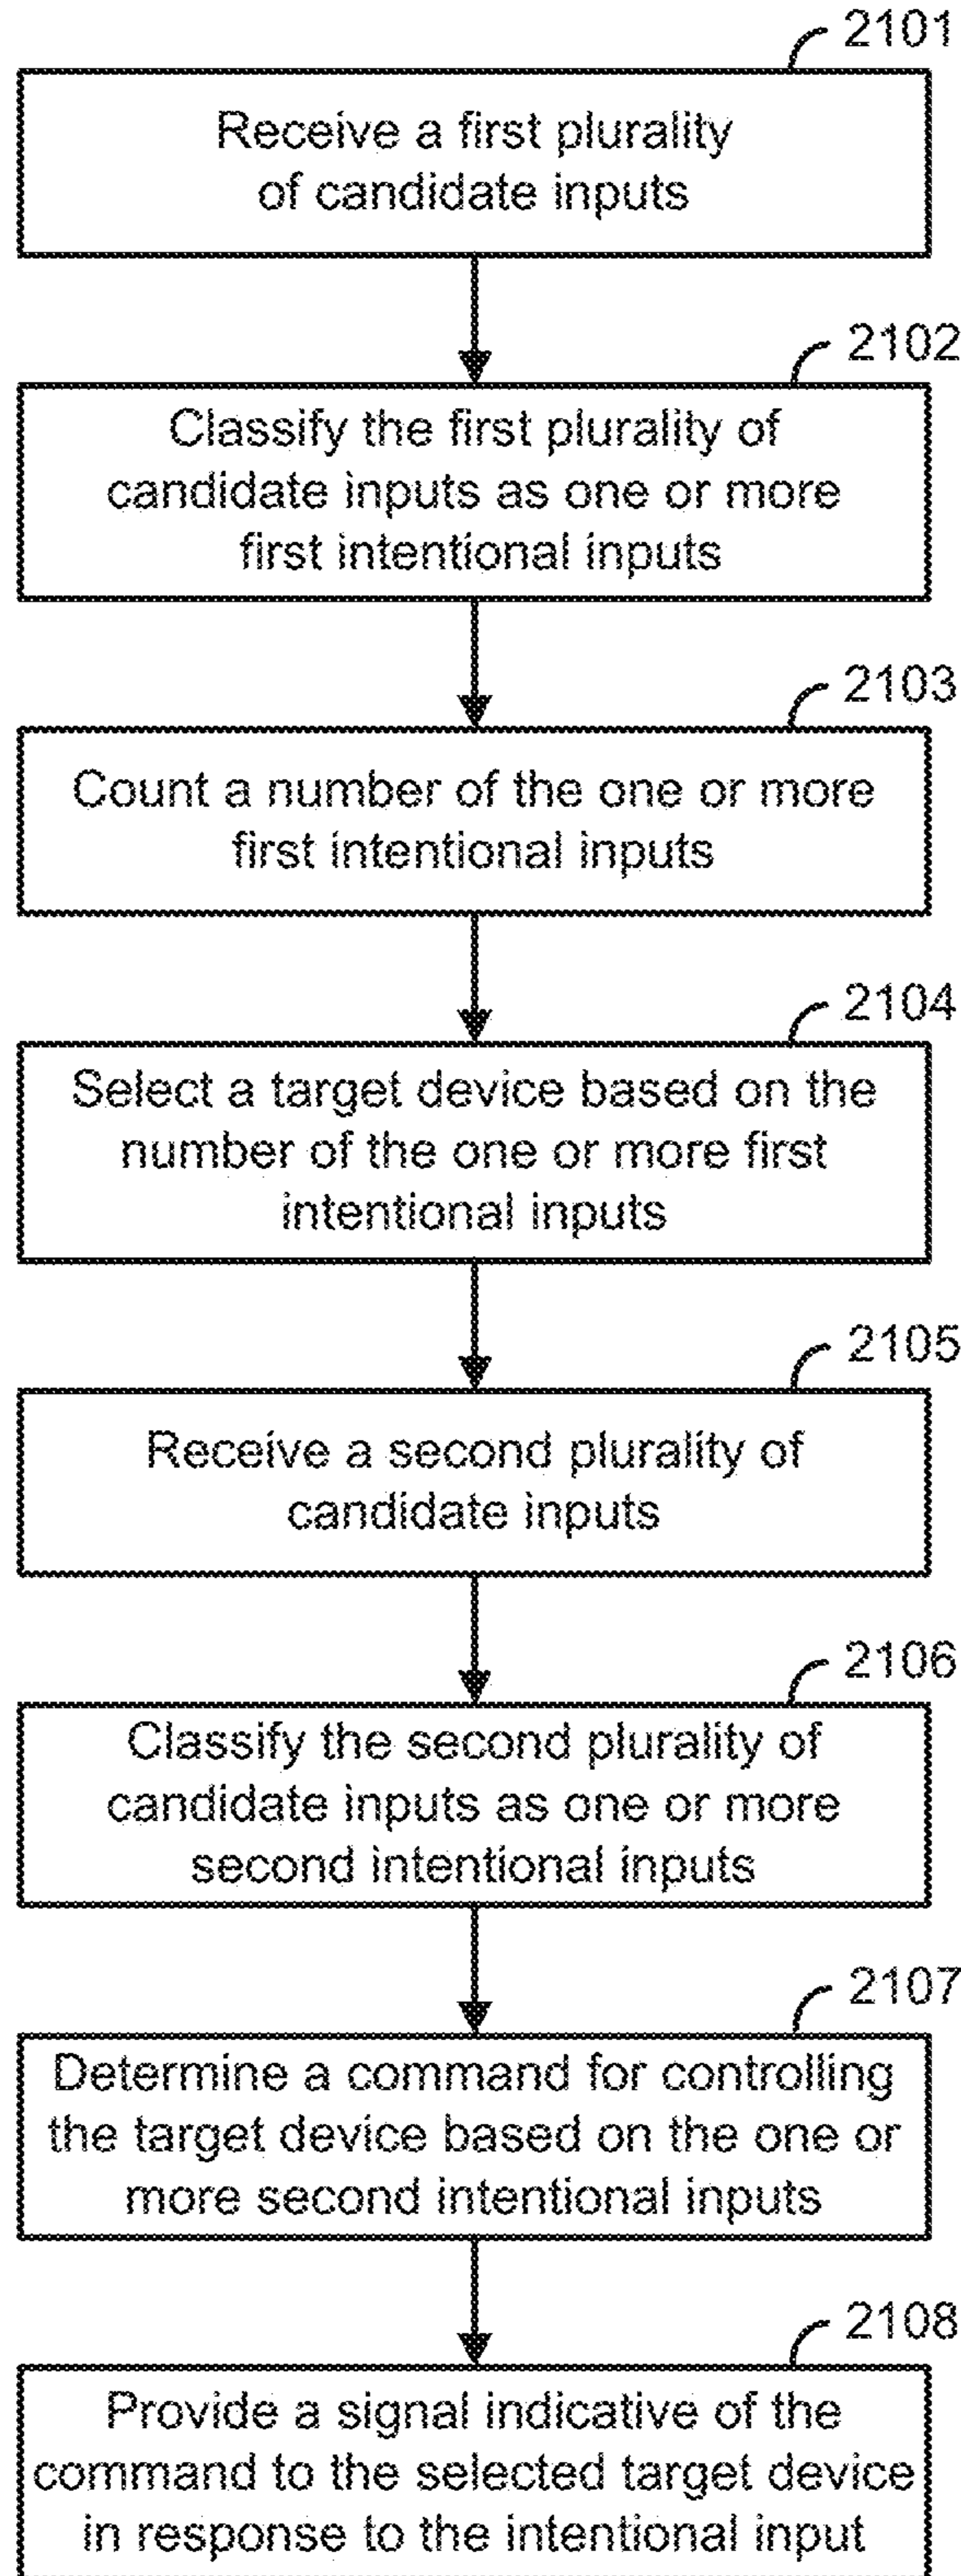 2101
Receive a first plurality
of candidate inputs
2102
Classify the first plurality of
candidate inputs as one or more
first intentional inputs
2103
Count a number of the one or more
first intentional inputs
2104
Select a target device based on the
number of the one or more first
intentional inputs
2105
Receive a second plurality of
candidate inputs
2106
Classify the second plurality of
candidate inputs as one or more
second intentional inputs
2107
Determine a command for controlling
the target device based on the one or
more second intentional inputs
2108
Provide a signal indicative of the
command to the selected target device
in response to the intentional input